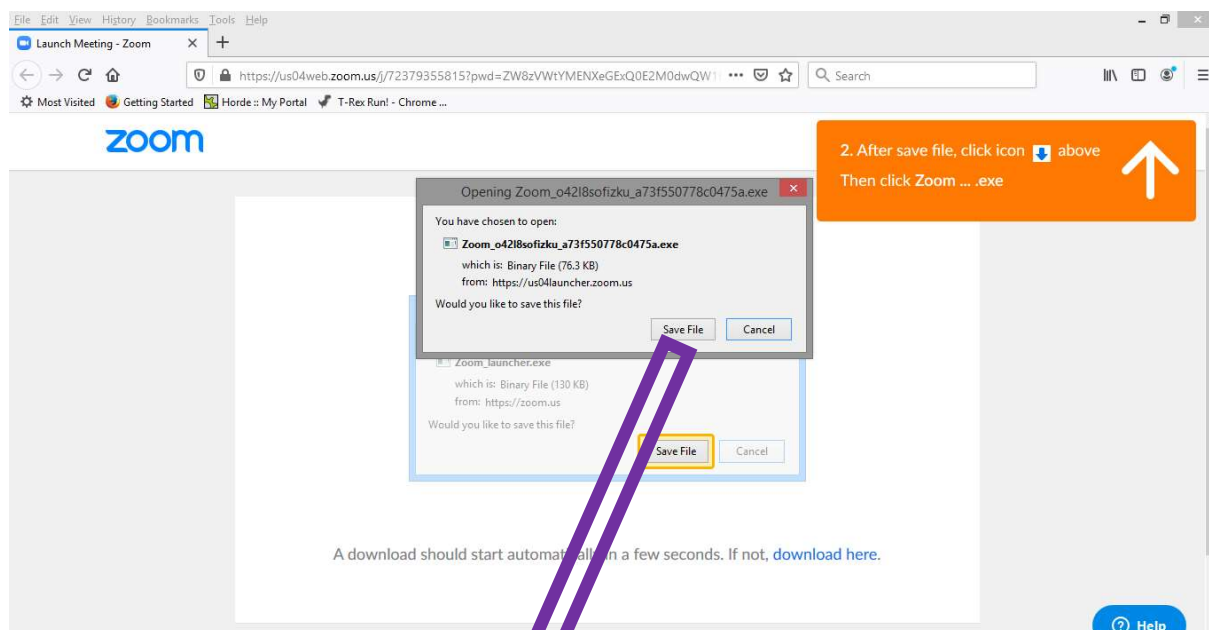 File Edit View History Bookmarks Tools Help
Launch Meeting - Zoom
https://us04web.zoom.us/j/72379355815?pwd=ZW8zVWtYMENXeGExQ0E2M0dwQW1
Search
Most Visited Getting Started Horde :: My Portal T-Rex Run! - Chrome ...
zoom
2. After save file, click icon above
Then click Zoom ... .exe
Opening Zoom_o42l8sofizku_a73f550778c0475a.exe
You have chosen to open:
Zoom_o42l8sofizku_a73f550778c0475a.exe
which is: Binary File (76.3 KB)
from: https://us04launcher.zoom.us
Would you like to save this file?
Save File Cancel
Zoom_launcher.exe
which is: Binary File (130 KB)
from: https://zoom.us
Would you like to save this file?
Save File Cancel
A download should start automatically in a few seconds. If not, download here.
Help